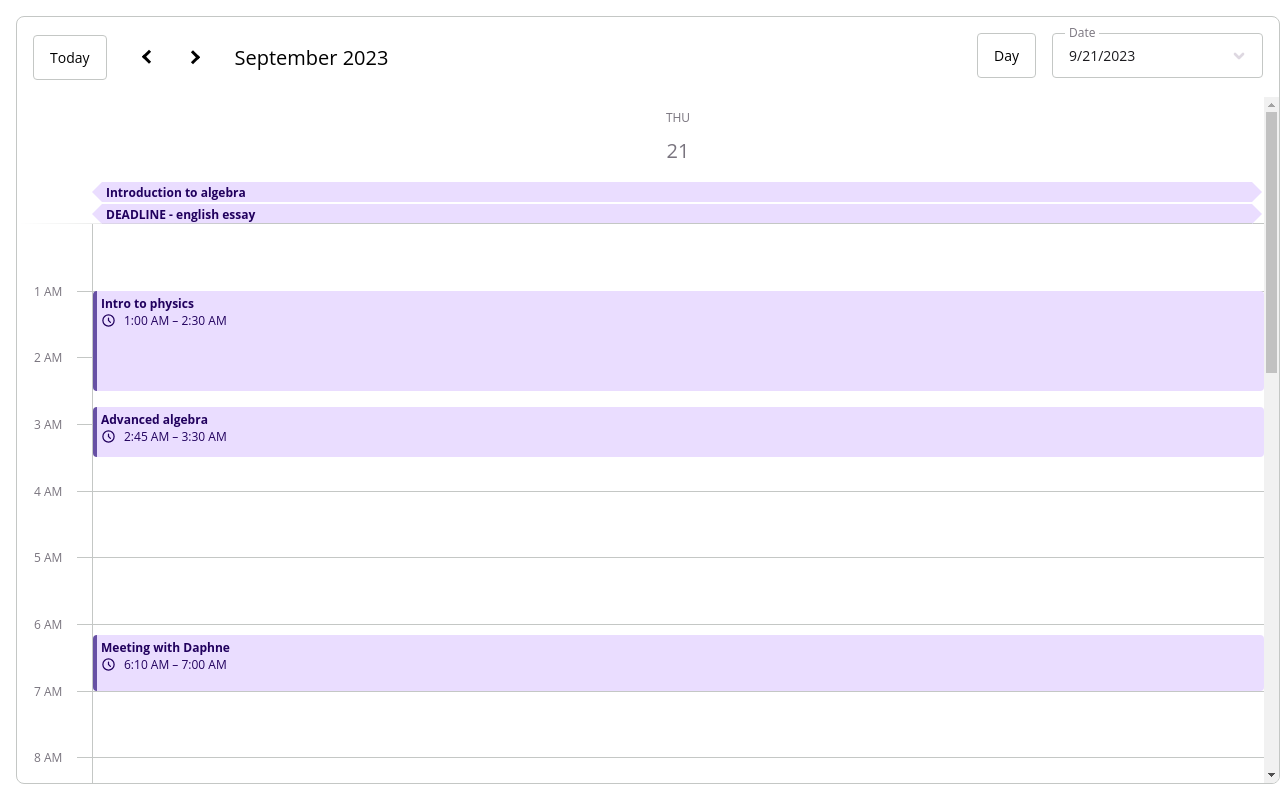 Today
September 2023
Day
Date
9/21/2023
THU
21
Introduction to algebra
DEADLINE - english essay
1 AM
Intro to physics
1:00 AM – 2:30 AM
2 AM
Advanced algebra
3 AM
2:45 AM – 3:30 AM
4 AM
5 AM
6 AM
Meeting with Daphne
6:10 AM – 7:00 AM
7 AM
8 AM